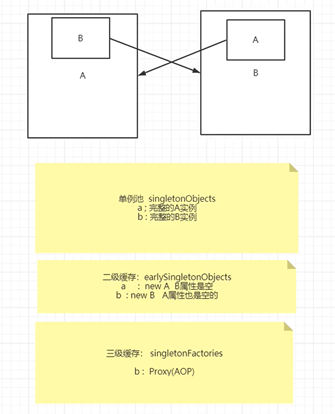 B
A
A
B
单例池 singletonObjects
a ; 完整的A实例
b : 完整的B实例
二级缓存：earlySingletonObjects
a : new A B属性是空
b : new B A属性也是空的
三级缓存： singletonFactories
b : Proxy(AOP)